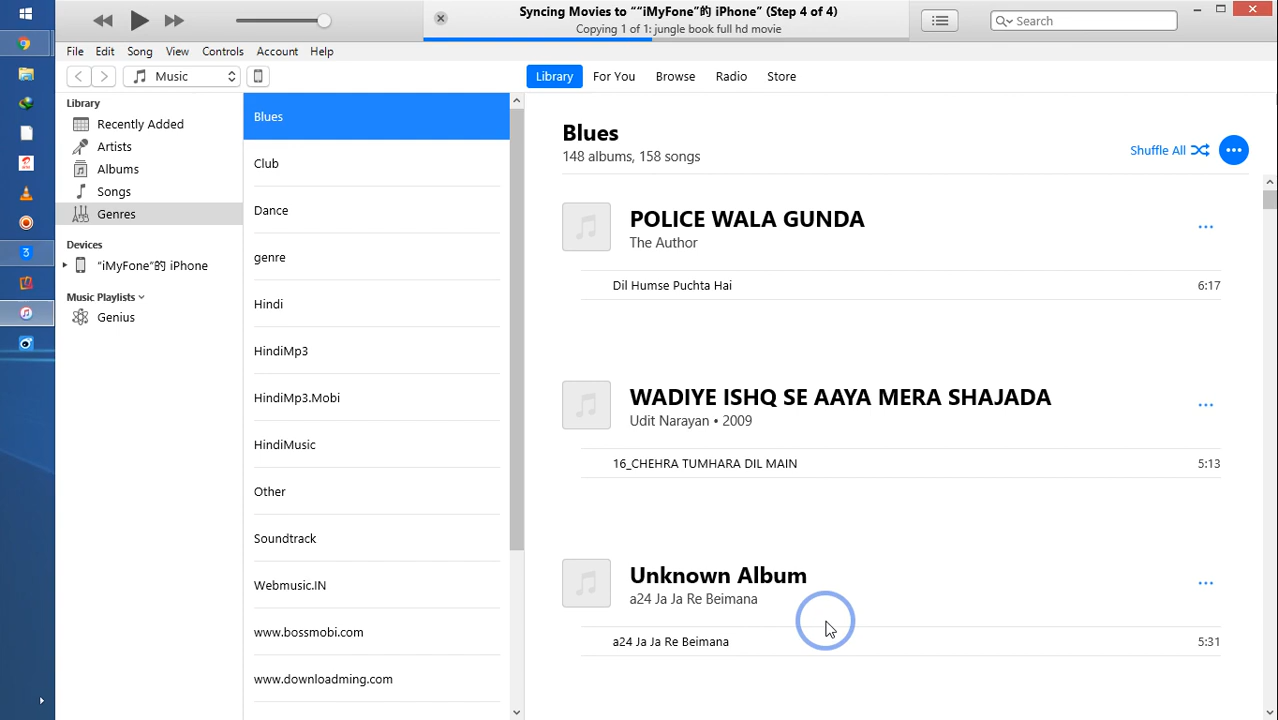 Syncing Movies to ““iMyFone”的 iPhone” (Step 4 of 4)
Copying 1 of 1: jungle book full hd movie
Search
File Edit Song View Controls Account Help
Music
Library For You Browse Radio Store
Library
Recently Added
Artists
Albums
Songs
Genres
Devices
“iMyFone”的 iPhone
Music Playlists
Genius
Blues
Club
Dance
genre
Hindi
HindiMp3
HindiMp3.Mobi
HindiMusic
Other
Soundtrack
Webmusic.IN
www.bossmobi.com
www.downloadming.com
Blues
148 albums, 158 songs
Shuffle All
POLICE WALA GUNDA
The Author
Dil Humse Puchta Hai 6:17
WADIYE ISHQ SE AAYA MERA SHAJADA
Udit Narayan • 2009
16_CHEHRA TUMHARA DIL MAIN 5:13
Unknown Album
a24 Ja Ja Re Beimana
a24 Ja Ja Re Beimana 5:31